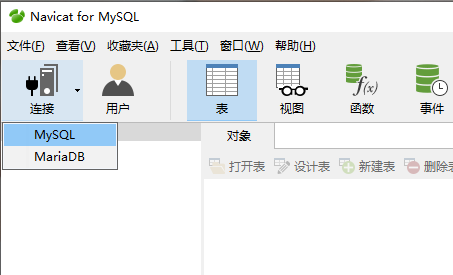 Navicat for MySQL
文件(F) 查看(V) 收藏夹(A) 工具(T) 窗口(W) 帮助(H)
连接 用户 表 视图 函数 事件
f(x)
MySQL
MariaDB
对象
打开表 设计表 新建表 删除表